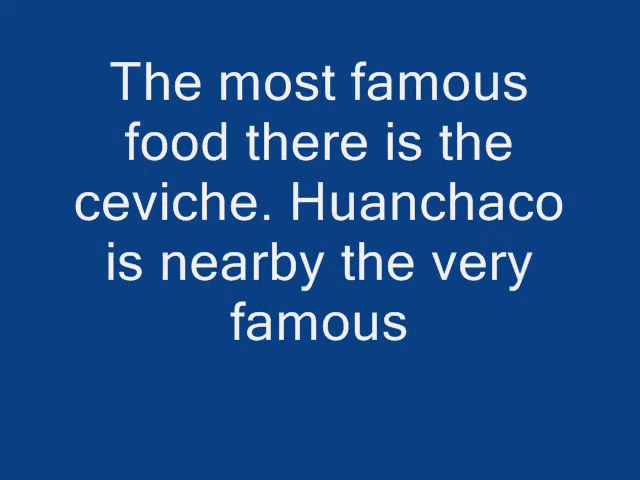 The most famous
food there is the
ceviche. Huanchaco
is nearby the very
famous